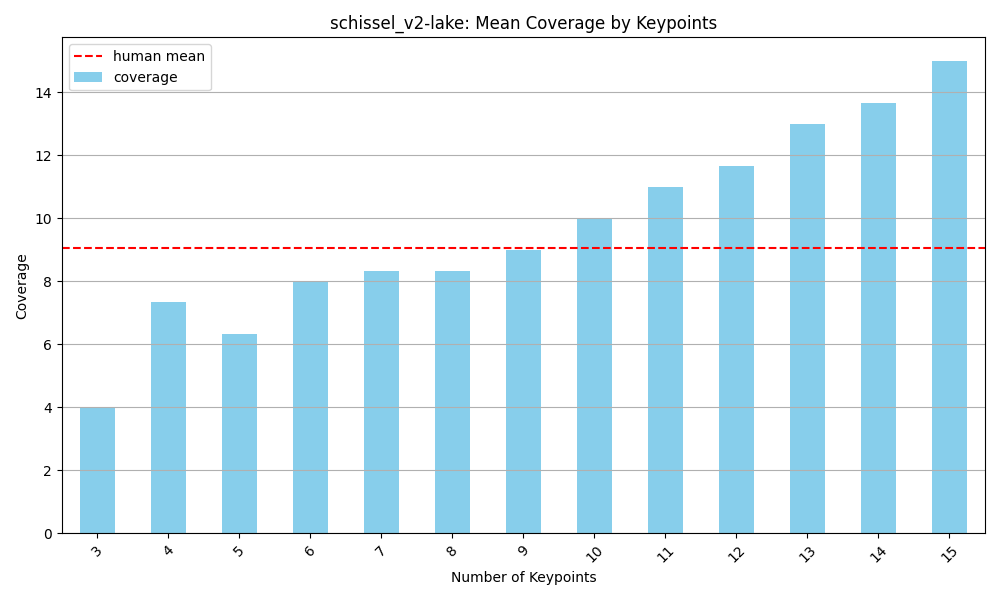 schissel_v2-lake: Mean Coverage by Keypoints
human mean
coverage
Coverage
14
12
10
8
6
4
2
0
3 4 5 6 7 8 9 10 11 12 13 14 15
Number of Keypoints